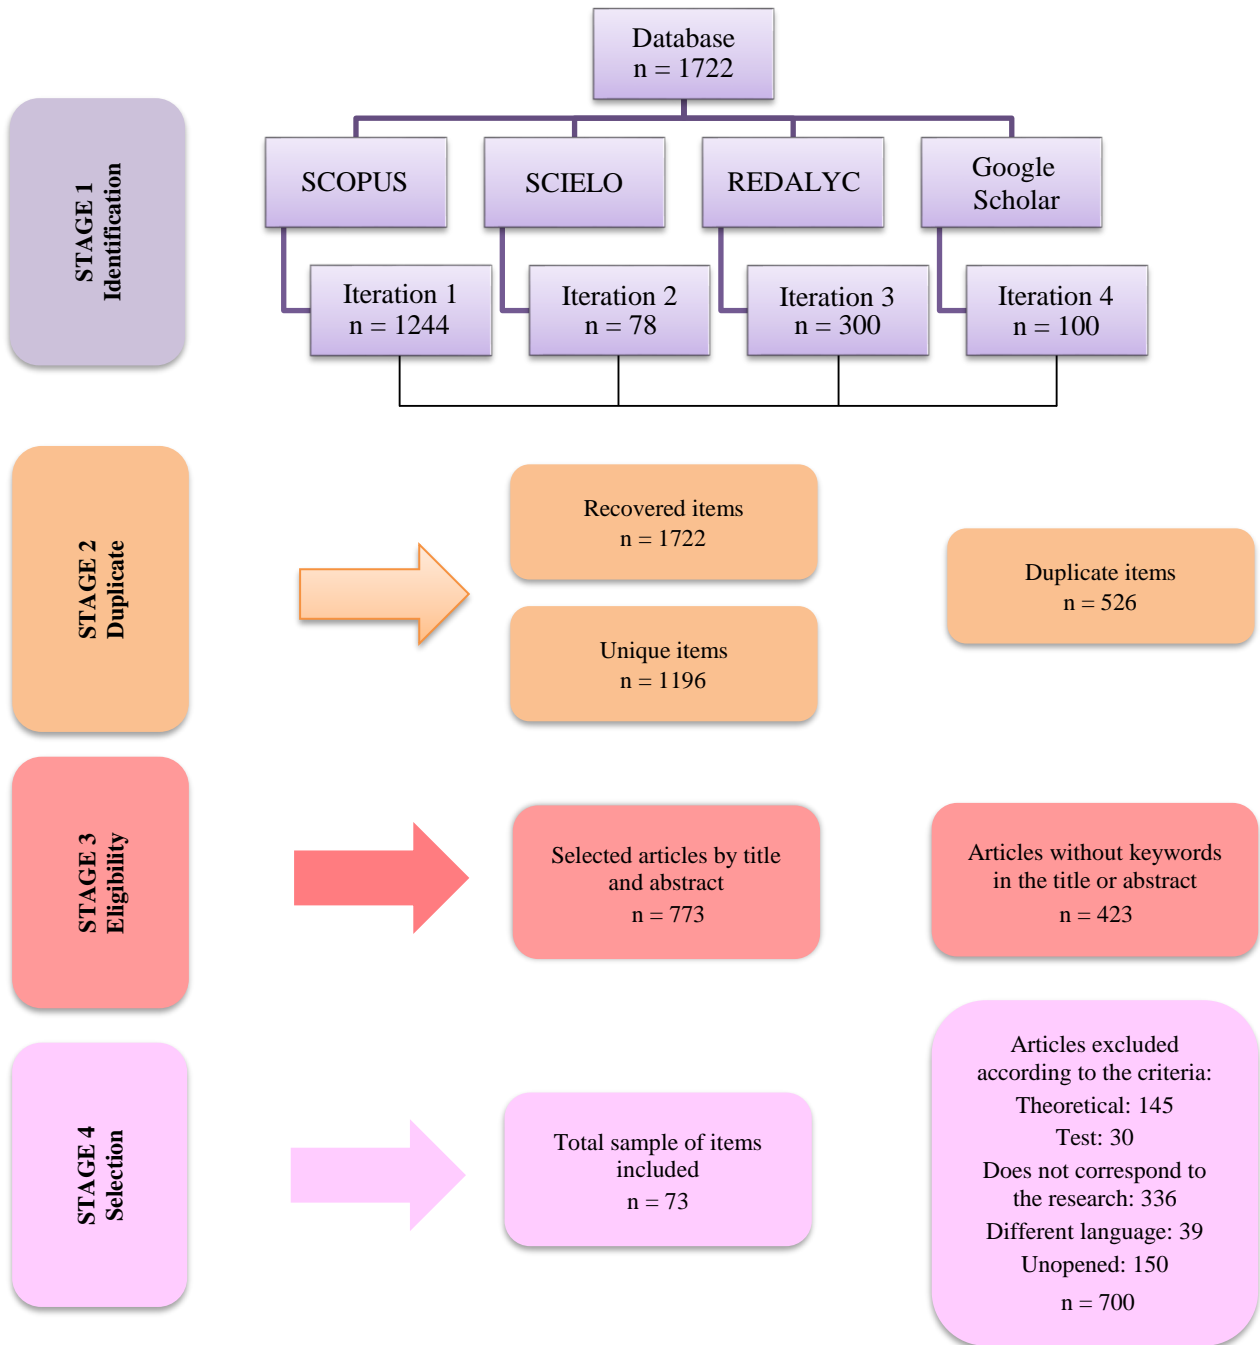 Database
n = 1722
STAGE 1
Identification
SCOPUS
SCIELO
REDALYC
Google
Scholar
Iteration 1
n = 1244
Iteration 2
n = 78
Iteration 3
n = 300
Iteration 4
n = 100
STAGE 2
Duplicate
Recovered items
n = 1722
Unique items
n = 1196
Duplicate items
n = 526
STAGE 3
Eligibility
Selected articles by title
and abstract
n = 773
Articles without keywords
in the title or abstract
n = 423
STAGE 4
Selection
Total sample of items
included
n = 73
Articles excluded
according to the criteria:
Theoretical: 145
Test: 30
Does not correspond to
the research: 336
Different language: 39
Unopened: 150
n = 700